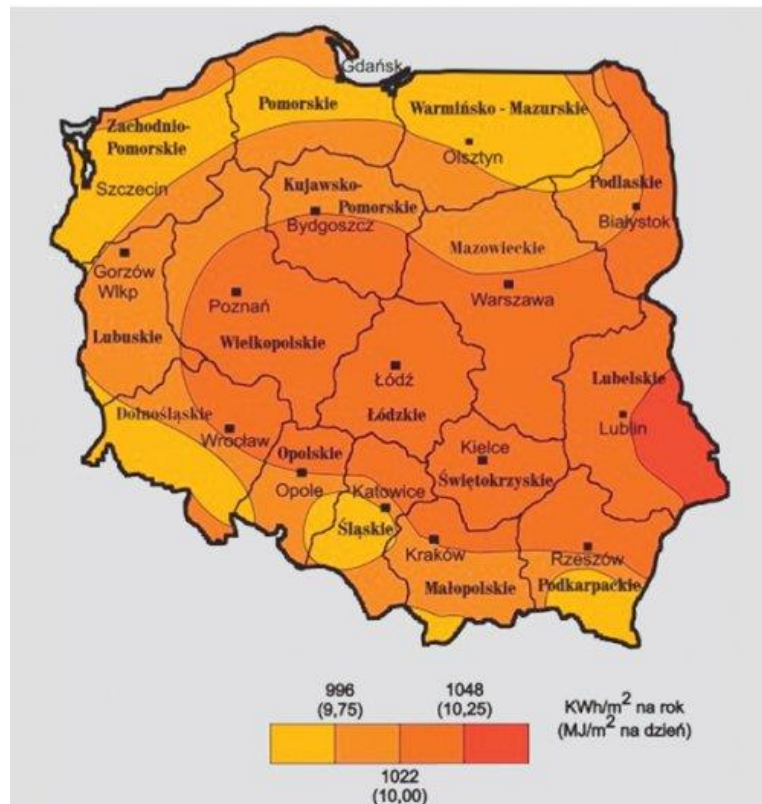 Gdańsk
Pomorskie
Warmińsko - Mazurskie
Zachodnio-
Pomorskie
Olsztyn
Szczecin
Kujawsko-
Pomorskie
Podlaskie
Białystok
Bydgoszcz
Mazowieckie
Gorzów
Wlkp
Poznań
Warszawa
Lubuskie
Wielkopolskie
Łódź
Łódzkie
Lubelskie
Lublin
Dolnośląskie
Wrocław
Opolskie
Kielce
Świętokrzyskie
Opole
Katowice
Śląskie
Kraków
Rzeszów
Małopolskie
Podkarpackie
996
(9,75)
1048
(10,25)
KWh/m² na rok
(MJ/m² na dzień)
1022
(10,00)